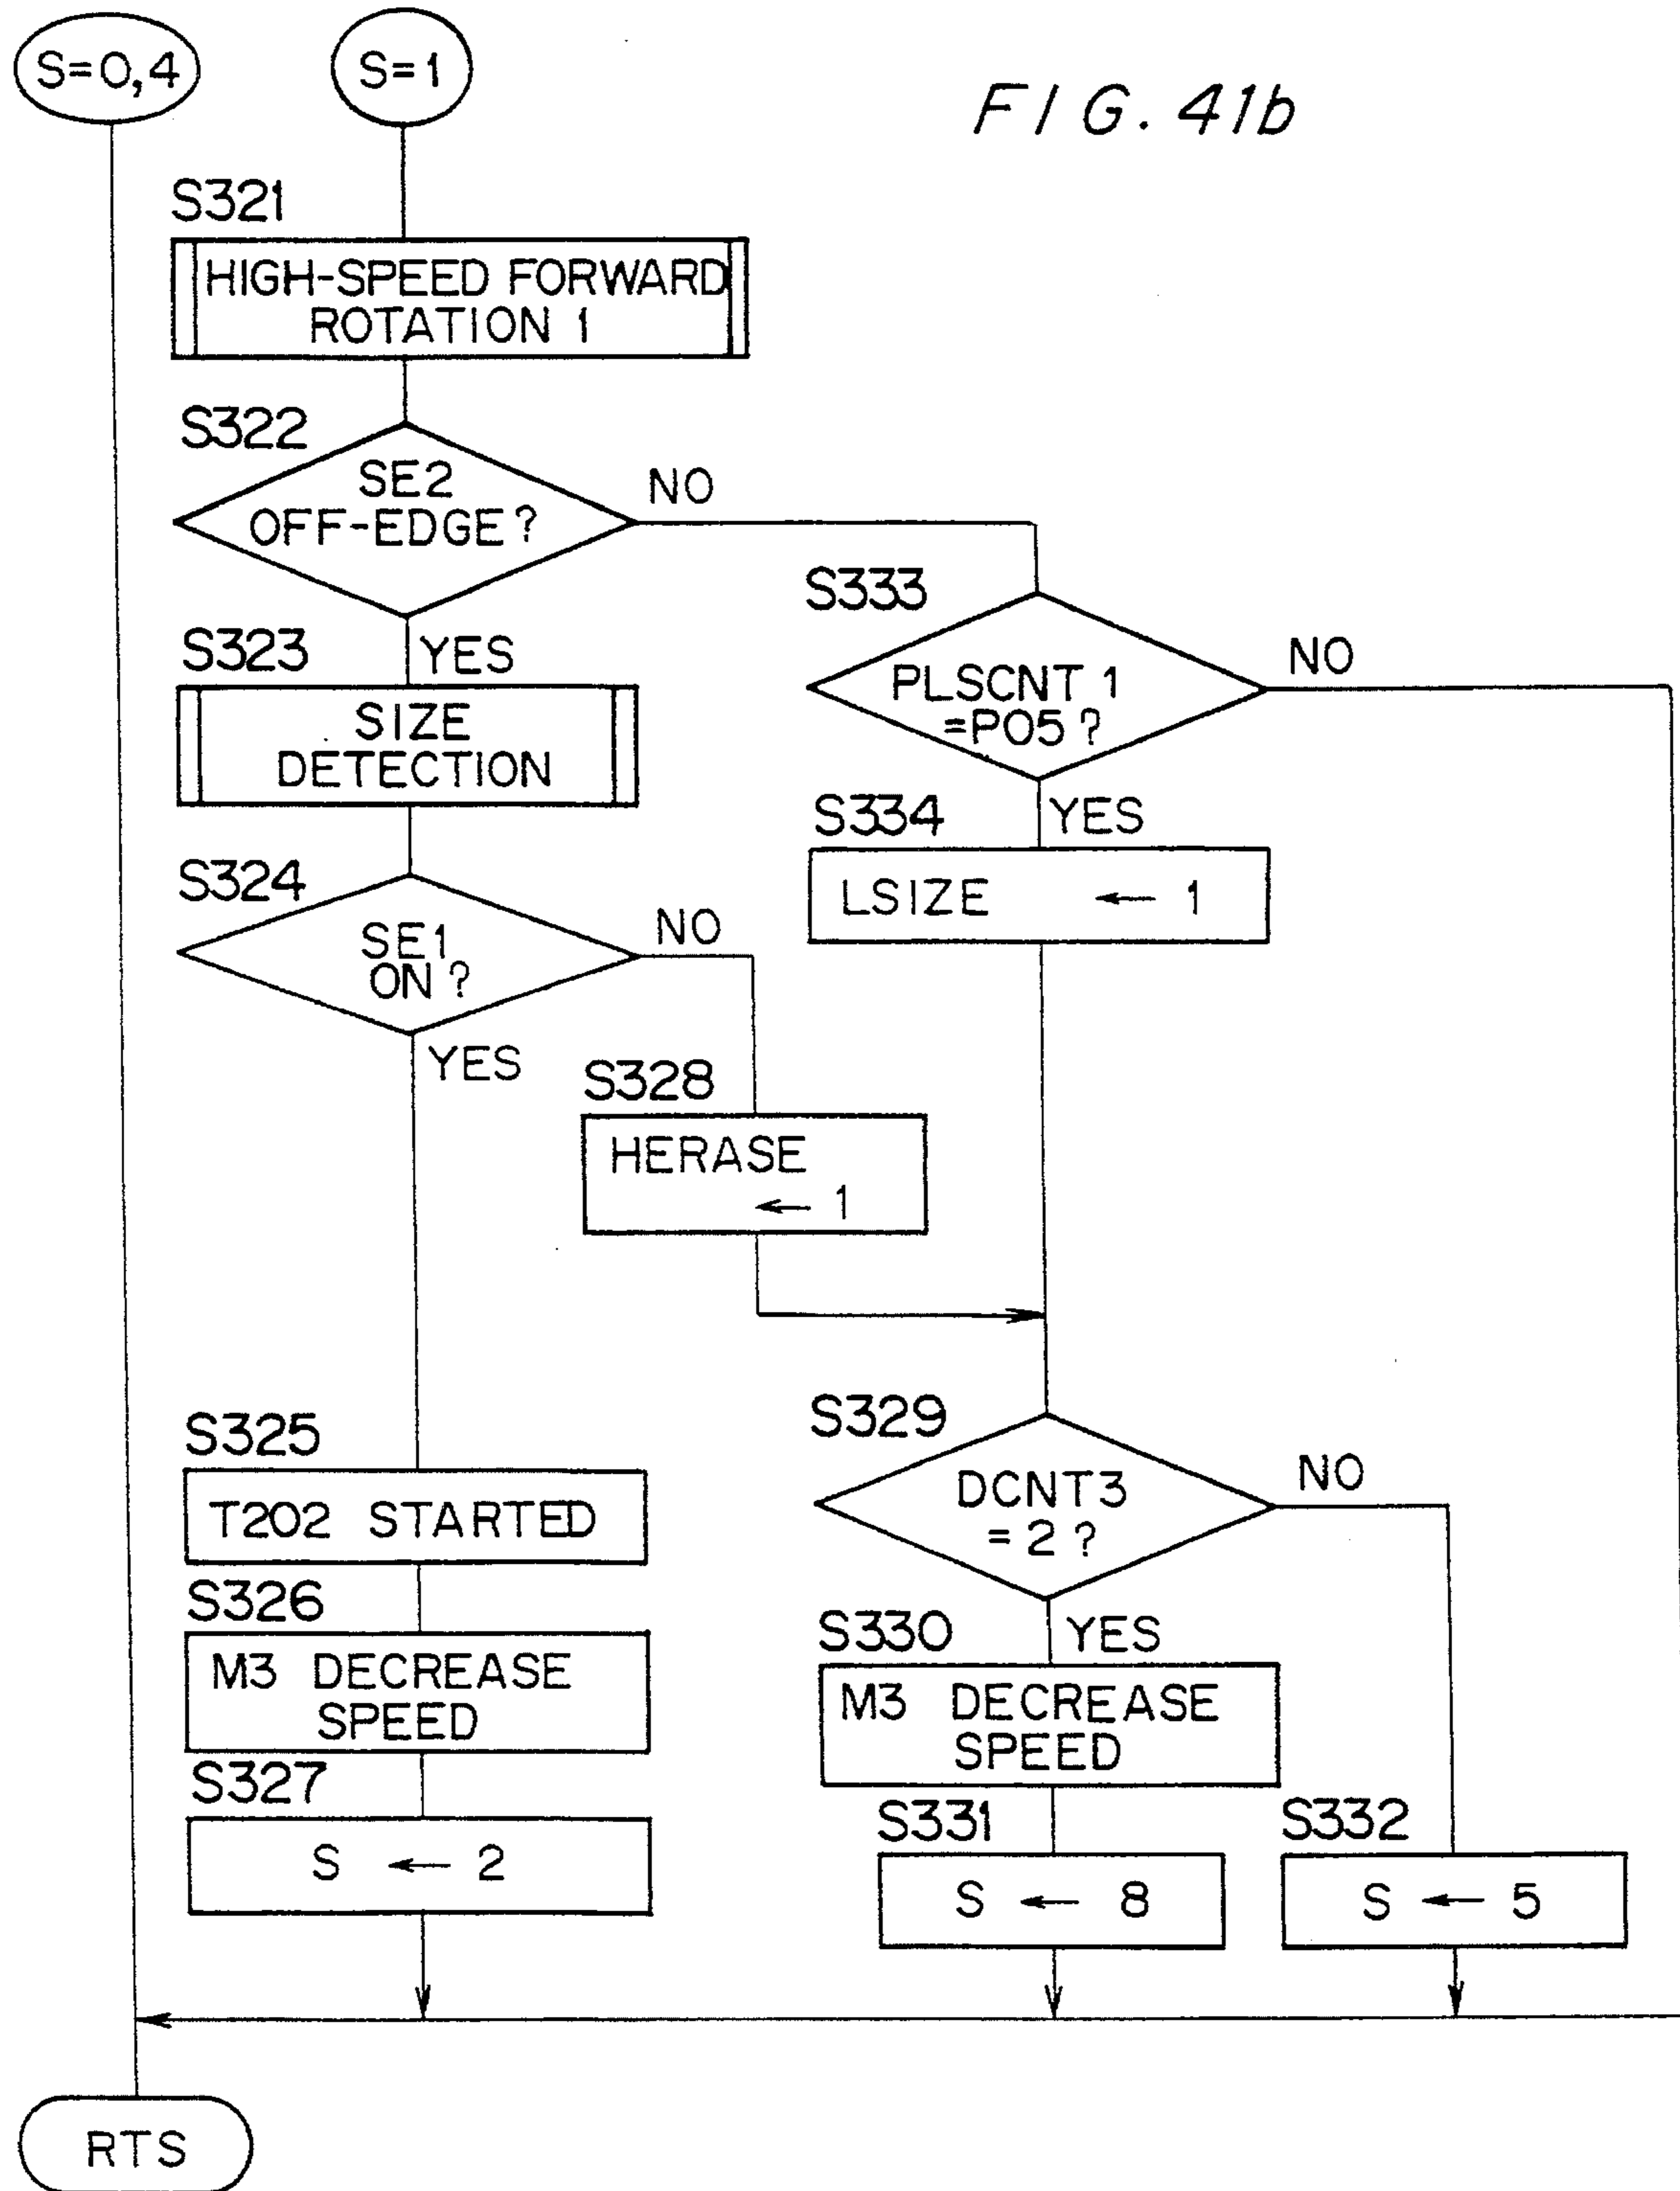 S=0,4
S=1
FIG. 41b
S321
HIGH-SPEED FORWARD
ROTATION 1
S322
SE2
OFF-EDGE?
NO
YES
S333
PLSCNT 1
=P05?
NO
YES
S323
SIZE
DETECTION
S334
LSIZE ← 1
S324
SE1
ON?
NO
YES
S328
HERASE
← 1
S329
DCNT3
= 2?
NO
YES
S325
T202 STARTED
S326
M3 DECREASE
SPEED
S330
M3 DECREASE
SPEED
S327
S ← 2
S331
S ← 8
S332
S ← 5
RTS